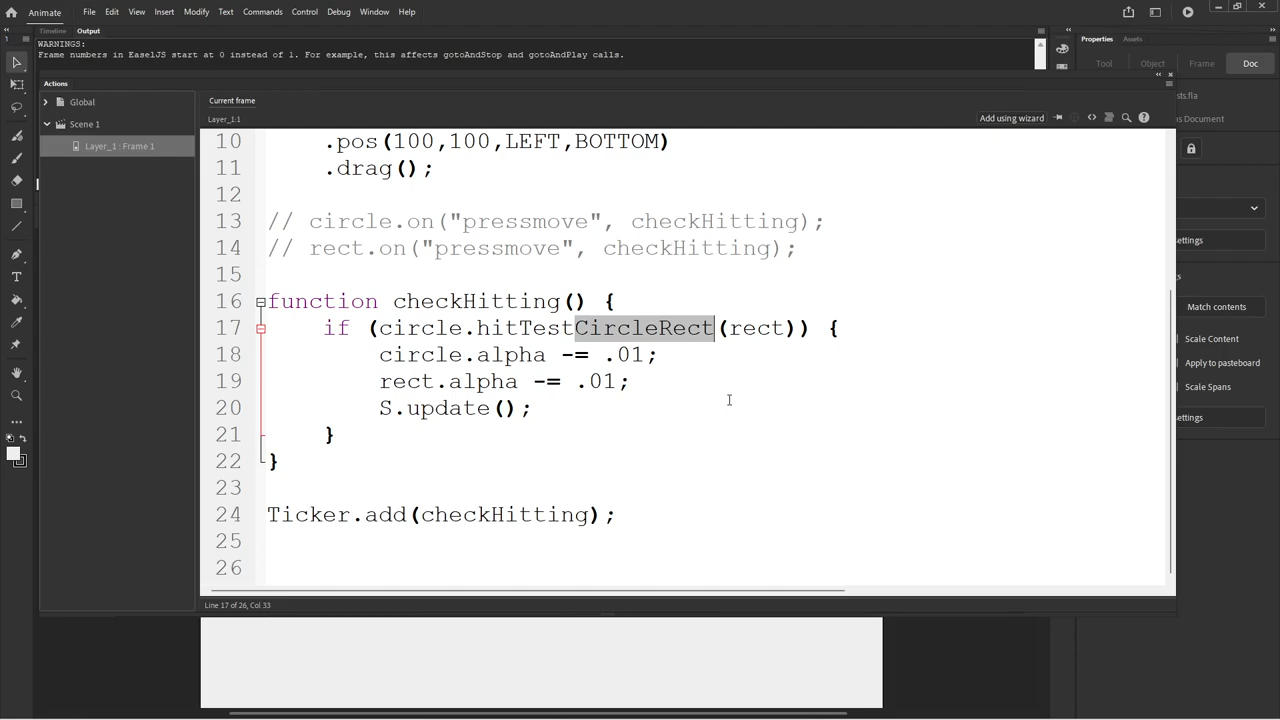 Animate File Edit View Insert Modify Text Commands Control Debug Window Help
Timeline Output
WARNINGS:
Frame numbers in EaselJS start at 0 instead of 1. For example, this affects gotoAndStop and gotoAndPlay calls.
Properties Assets
Tool Object Frame Doc
Actions
Global
Scene 1
Layer_1 : Frame 1
Current frame
Layer_1:1
Add using wizard
sts.fla
s Document
ettings
s
Match contents
Scale Content
Apply to pasteboard
Scale Spans
ettings
10 .pos(100,100,LEFT,BOTTOM)
11 .drag();
12
13 // circle.on("pressmove", checkHitting);
14 // rect.on("pressmove", checkHitting);
15
16 function checkHitting() {
17 if (circle.hitTestCircleRect(rect)) {
18 circle.alpha -= .01;
19 rect.alpha -= .01;
20 S.update();
21 }
22 }
23
24 Ticker.add(checkHitting);
25
26
Line 17 of 26, Col 33